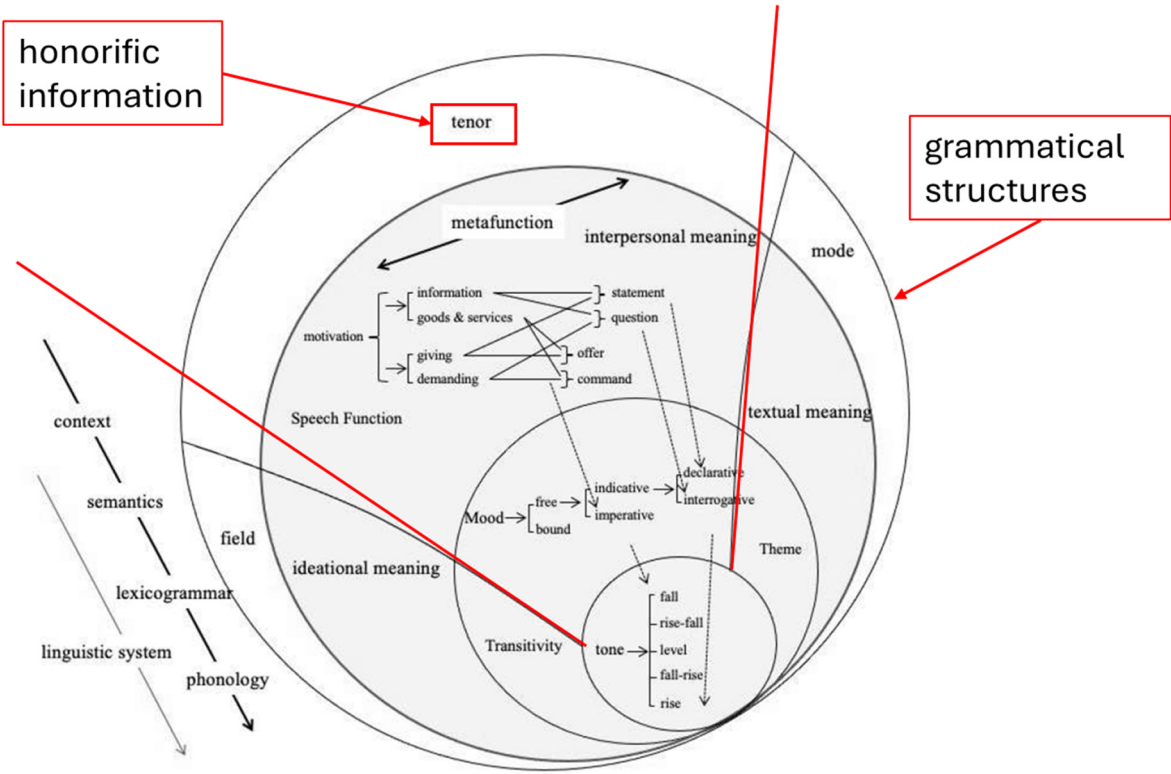 honorific
information
tenor
grammatical
structures
metafunction
interpersonal meaning
mode
information
statement
goods & services
question
motivation
giving
offer
demanding
command
Speech Function
textual meaning
context
declarative
indicative
interrogative
semantics
free
Mood
imperative
bound
field
Theme
ideational meaning
lexicogrammar
fall
rise-fall
Transitivity
tone
level
linguistic system
fall-rise
phonology
rise